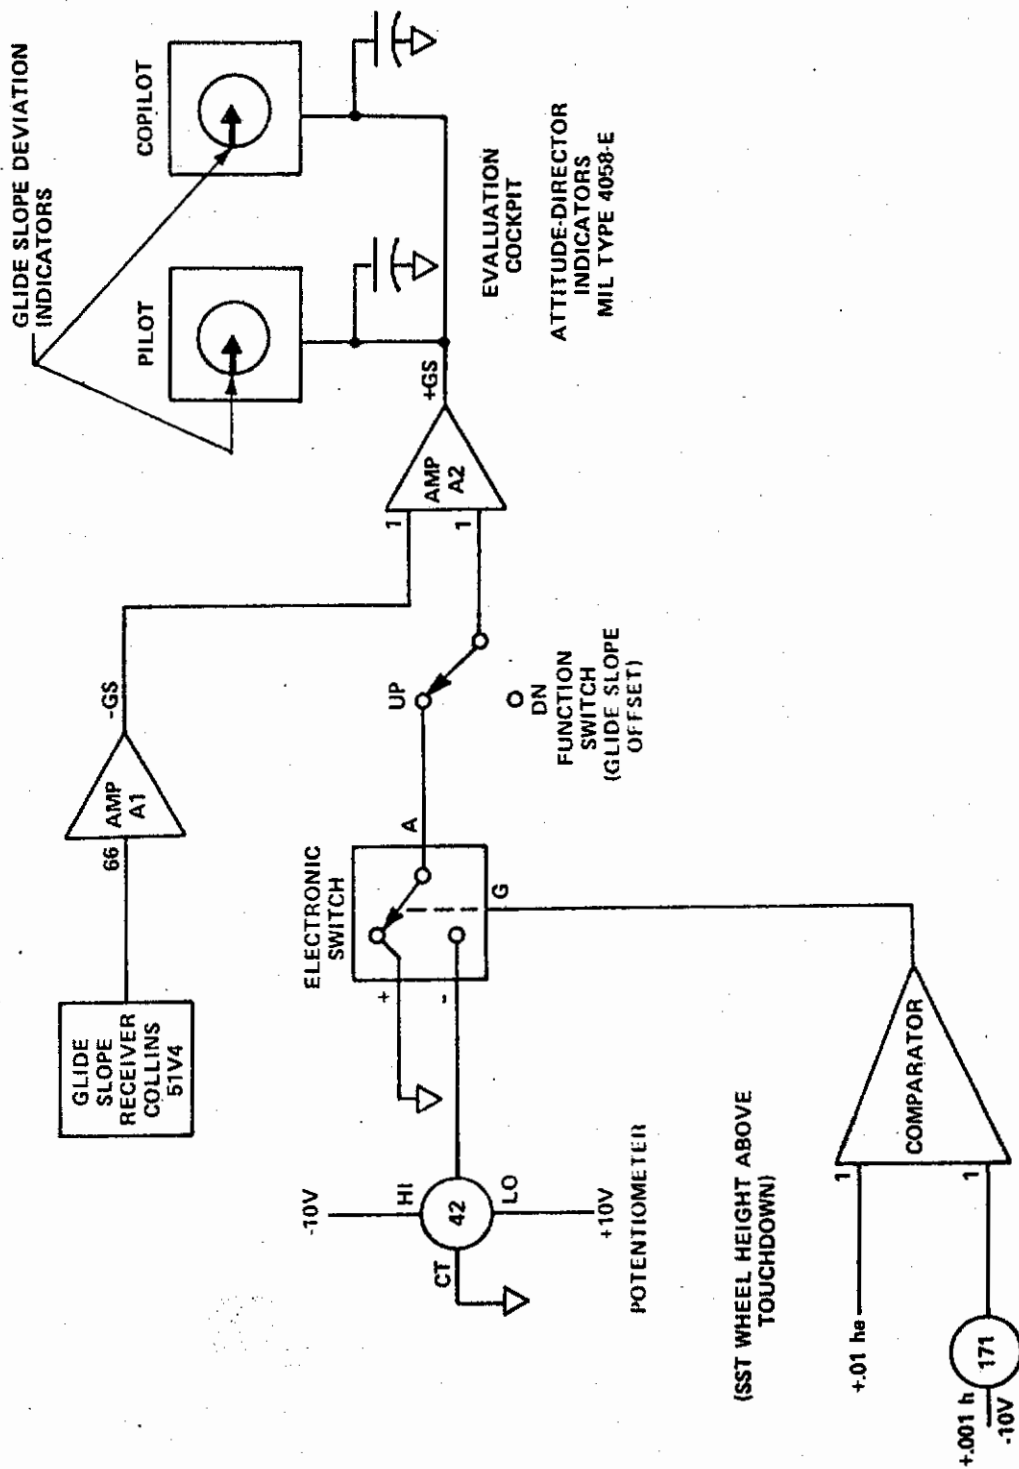 GLIDE SLOPE DEVIATION
INDICATORS
PILOT
COPILOT
GLIDE
SLOPE
RECEIVER
COLLINS
51V4
66
AMP
A1
-GS
1
1
AMP
A2
+GS
EVALUATION
COCKPIT
ATTITUDE-DIRECTOR
INDICATORS
MIL TYPE 4058-E
ELECTRONIC
SWITCH
+
-
A
G
UP
DN
FUNCTION
SWITCH
(GLIDE SLOPE
OFFSET)
-10V
HI
42
CT
LO
+10V
POTENTIOMETER
(SST WHEEL HEIGHT ABOVE
TOUCHDOWN)
+.01 he
1
1
COMPARATOR
+.001 h
-10V
171